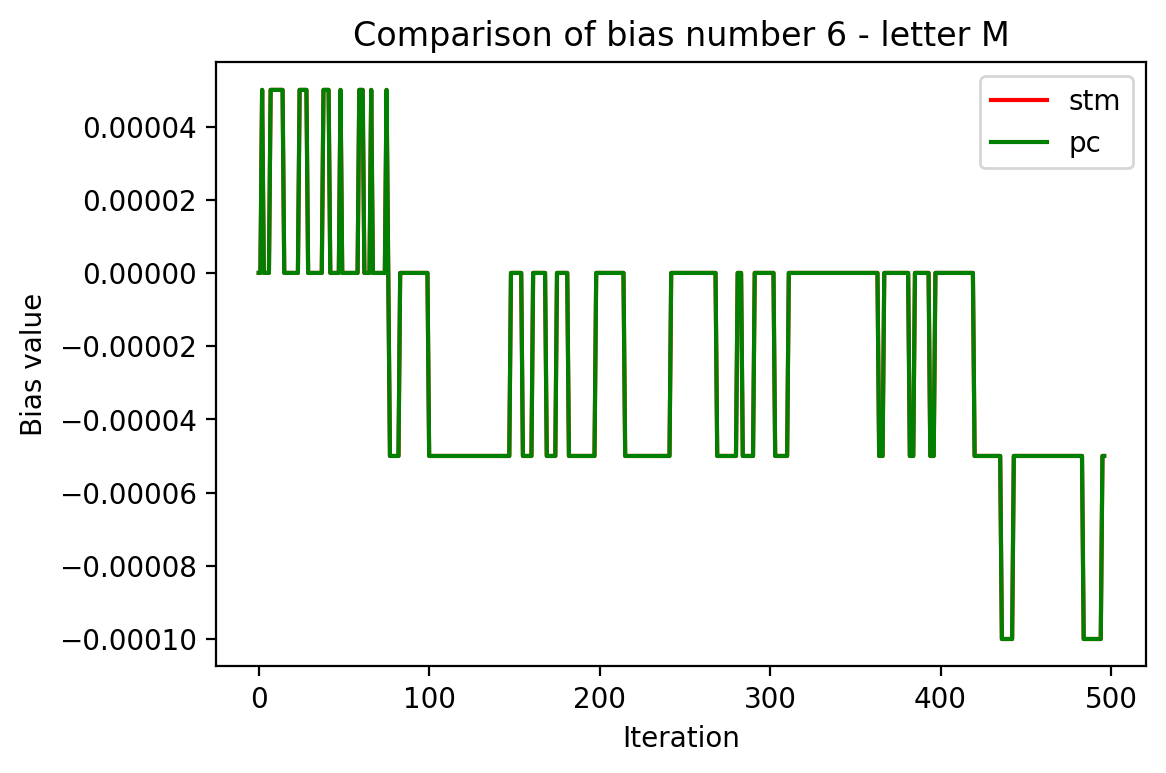 Comparison of bias number 6 - letter M
stm
pc
0.00004
0.00002
0.00000
−0.00002
−0.00004
−0.00006
−0.00008
−0.00010
Bias value
0 100 200 300 400 500
Iteration